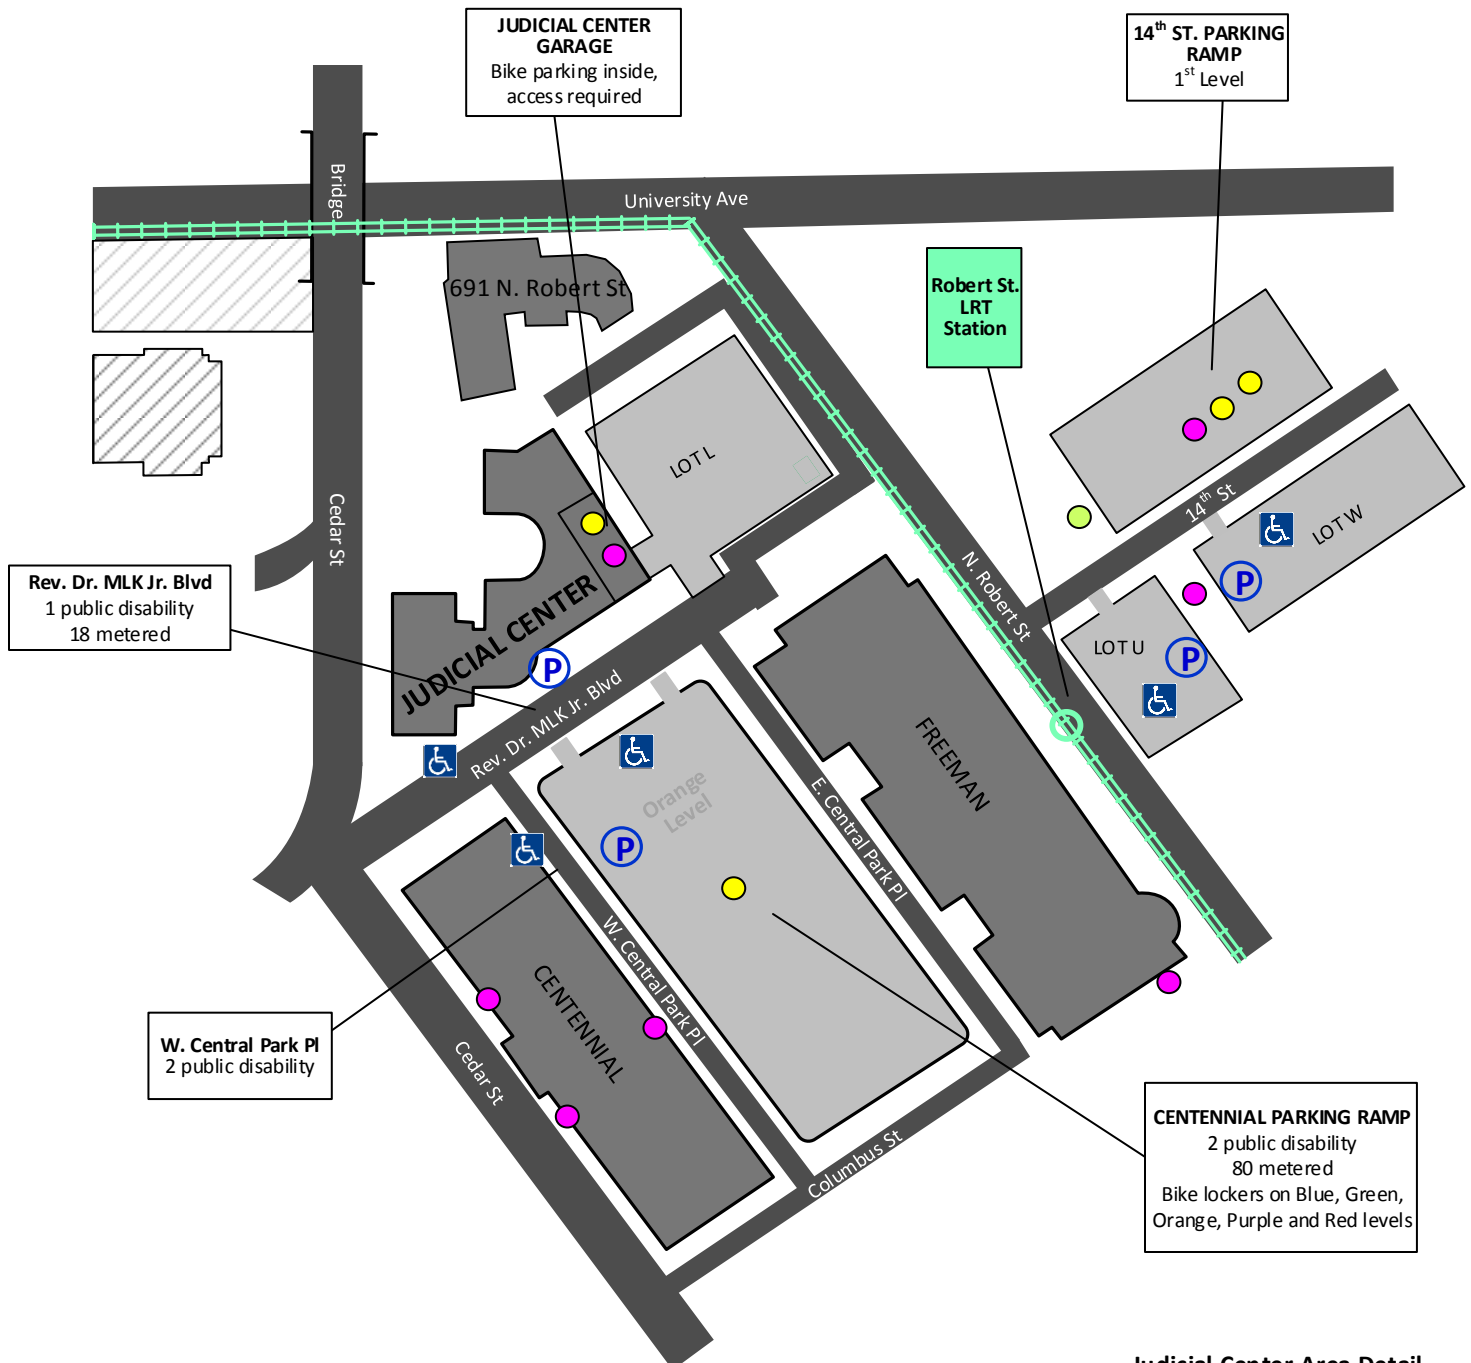 JUDICIAL CENTER
GARAGE
Bike parking inside,
access required
14th ST. PARKING
RAMP
1st Level
Bridge
University Ave
Robert St.
LRT
Station
691 N. Robert St
LOT L
Cedar St
14th St
LOT W
P
Rev. Dr. MLK Jr. Blvd
1 public disability
18 metered
N. Robert St
JUDICIAL CENTER
P
LOT U
P
Rev. Dr. MLK Jr. Blvd
Orange
Level
P
FREEMAN
E. Central Park Pl
W. Central Park Pl
CENTENNIAL
Cedar St
W. Central Park Pl
2 public disability
Columbus St
CENTENNIAL PARKING RAMP
2 public disability
80 metered
Bike lockers on Blue, Green,
Orange, Purple and Red levels
Judicial Center Area Detail